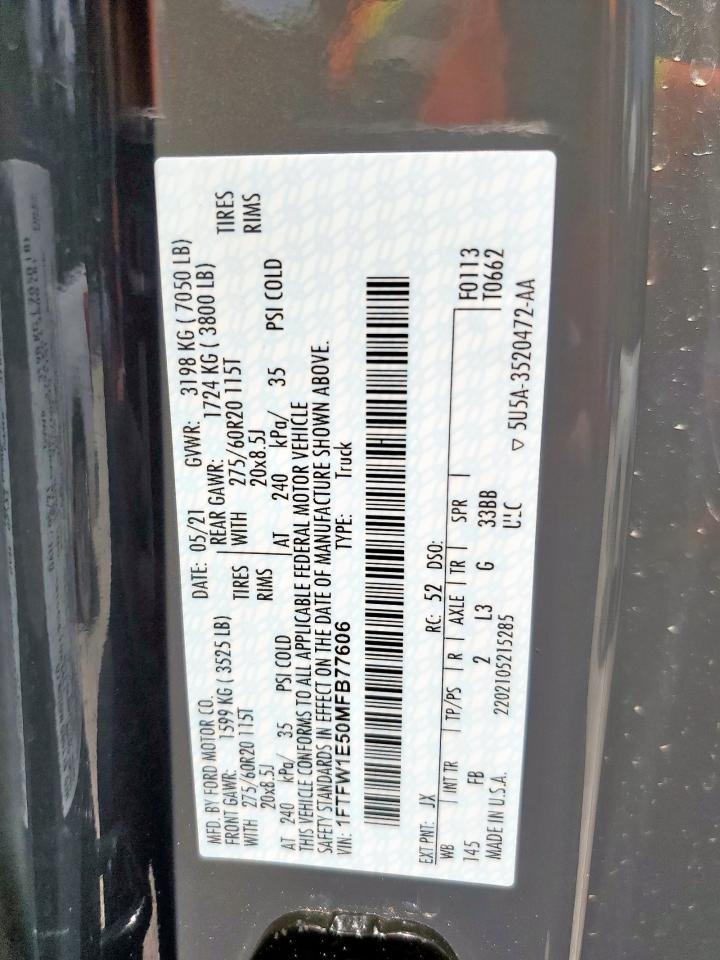 MFD. BY FORD MOTOR CO.
DATE: 05/21 GVWR: 3198 KG ( 7050 LB)
FRONT GAWR: 1599 KG ( 3525 LB) REAR GAWR: 1724 KG ( 3800 LB)
WITH 275/60R20 115T TIRES WITH 275/60R20 115T TIRES
20x8.5J RIMS 20x8.5J RIMS
AT 240 kPa/ 35 PSI COLD AT 240 kPa/ 35 PSI COLD
THIS VEHICLE CONFORMS TO ALL APPLICABLE FEDERAL MOTOR VEHICLE
SAFETY STANDARDS IN EFFECT ON THE DATE OF MANUFACTURE SHOWN ABOVE.
VIN: 1FTFW1E50MFB77606 TYPE: Truck
EXT PNT: JX RC: 52 DSO:
WB INT TR TP/PS R AXLE TR SPR F0113
145 FB 2 L3 G 33BB T0662
MADE IN U.S.A. 2202105215285 ULC
5U5A-3520472-AA